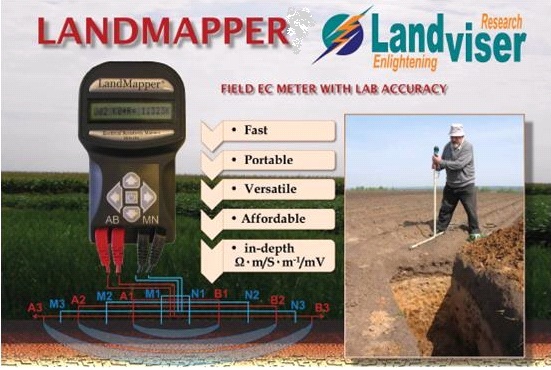 LANDMAPPER
Research
Landviser
Enlightening
FIELD EC METER WITH LAB ACCURACY
LandMapper®
• Fast
• Portable
• Versatile
• Affordable
• in-depth
Ω·m/S·m⁻¹/mV
AB MN
A3 M3 A2 M2 A1 M1 N1 B1 N2 B2 N3 B3